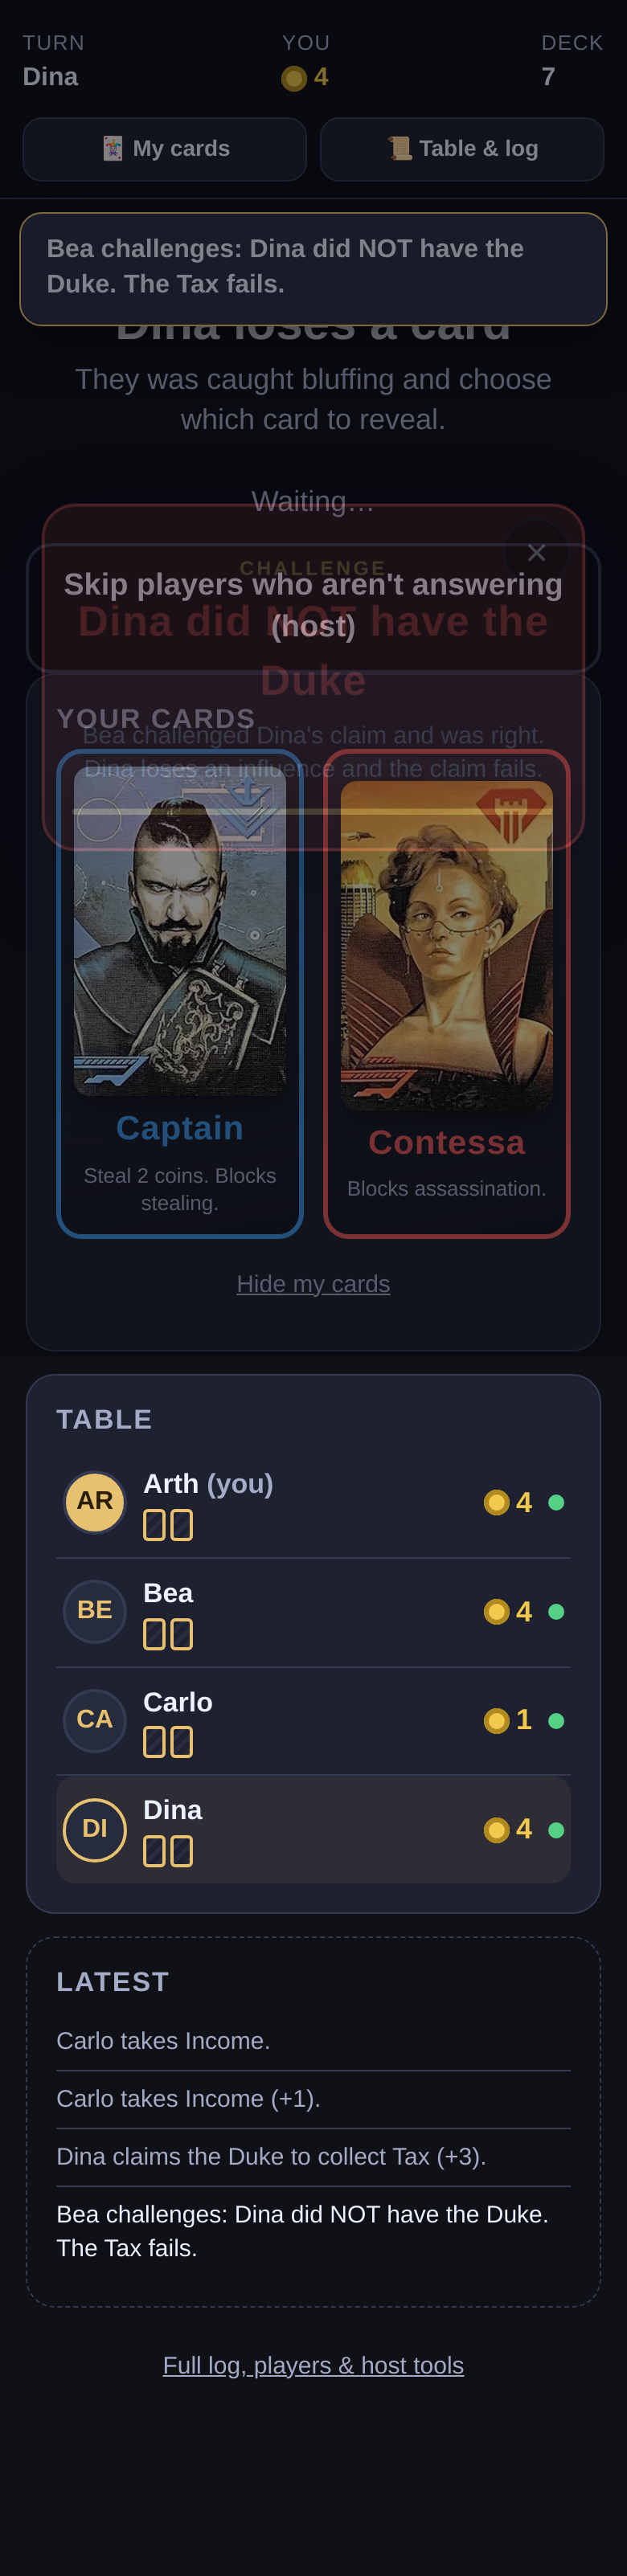 TURN
YOU
DECK
Dina
4
7
🃏 My cards
📜 Table & log
Bea challenges: Dina did NOT have the
Duke. The Tax fails.
Dina loses a card
They was caught bluffing and choose
which card to reveal.
Waiting…
×
CHALLENGE
Skip players who aren't answering
(host)
Dina did NOT have the
Duke
YOUR CARDS
Bea challenged Dina's claim and was right.
Dina loses an influence and the claim fails.
Captain
Steal 2 coins. Blocks
stealing.
Contessa
Blocks assassination.
Hide my cards
TABLE
AR
Arth (you)
4
BE
Bea
4
CA
Carlo
1
DI
Dina
4
LATEST
Carlo takes Income.
Carlo takes Income (+1).
Dina claims the Duke to collect Tax (+3).
Bea challenges: Dina did NOT have the Duke.
The Tax fails.
Full log, players & host tools